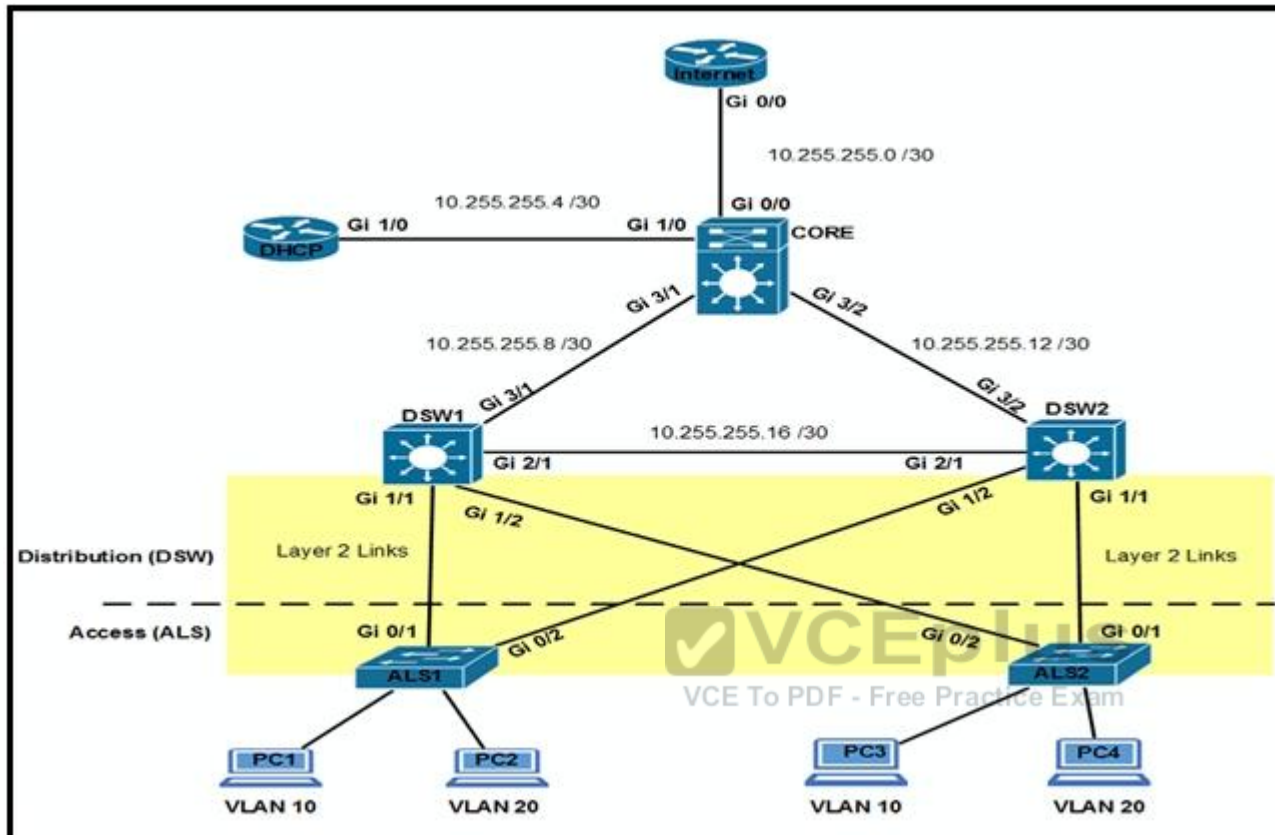 Internet
Gi 0/0
10.255.255.0 /30
10.255.255.4 /30
Gi 0/0
Gi 1/0
Gi 1/0
CORE
DHCP
Gi 3/1
Gi 3/2
10.255.255.8 /30
10.255.255.12 /30
Gi 3/1
Gi 3/2
DSW1
DSW2
10.255.255.16 /30
Gi 2/1
Gi 2/1
Gi 1/1
Gi 1/2
Gi 1/2
Gi 1/1
Distribution (DSW)
Layer 2 Links
Layer 2 Links
Access (ALS)
Gi 0/1
Gi 0/2
Gi 0/2
Gi 0/1
VCEplus
ALS1
ALS2
VCE To PDF - Free Practice Exam
PC1
PC2
PC3
PC4
VLAN 10
VLAN 20
VLAN 10
VLAN 20